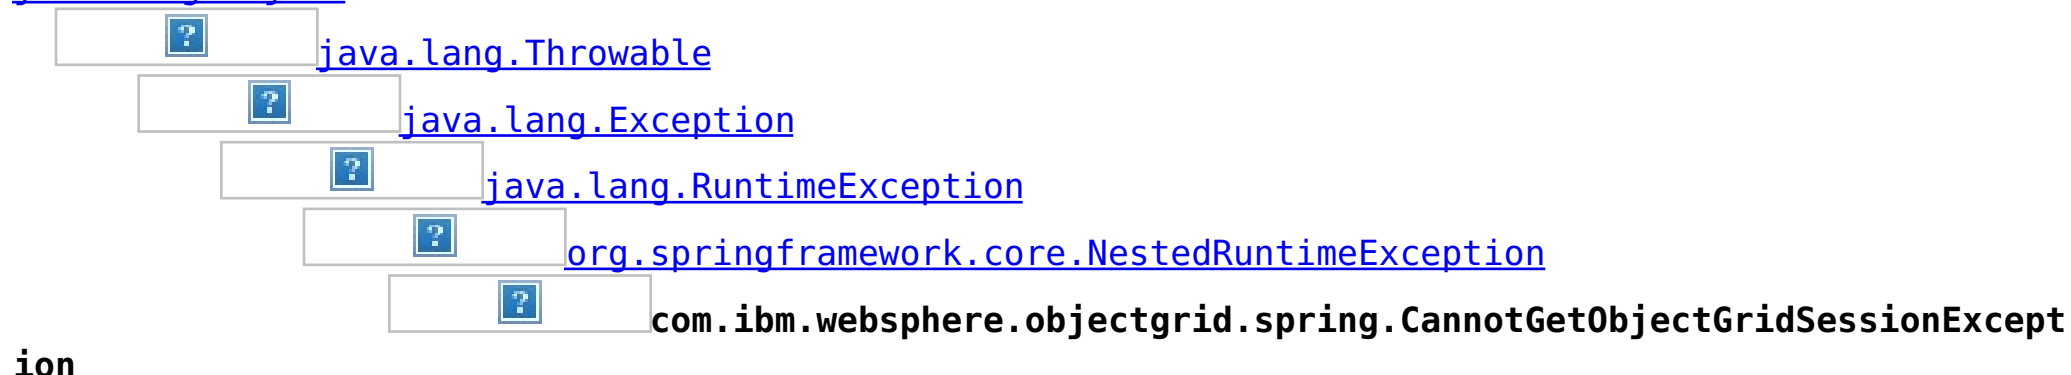 java.lang.Throwable
java.lang.Exception
java.lang.RuntimeException
org.springframework.core.NestedRuntimeException
com.ibm.websphere.objectgrid.spring.CannotGetObjectGridSessionExcept
ion